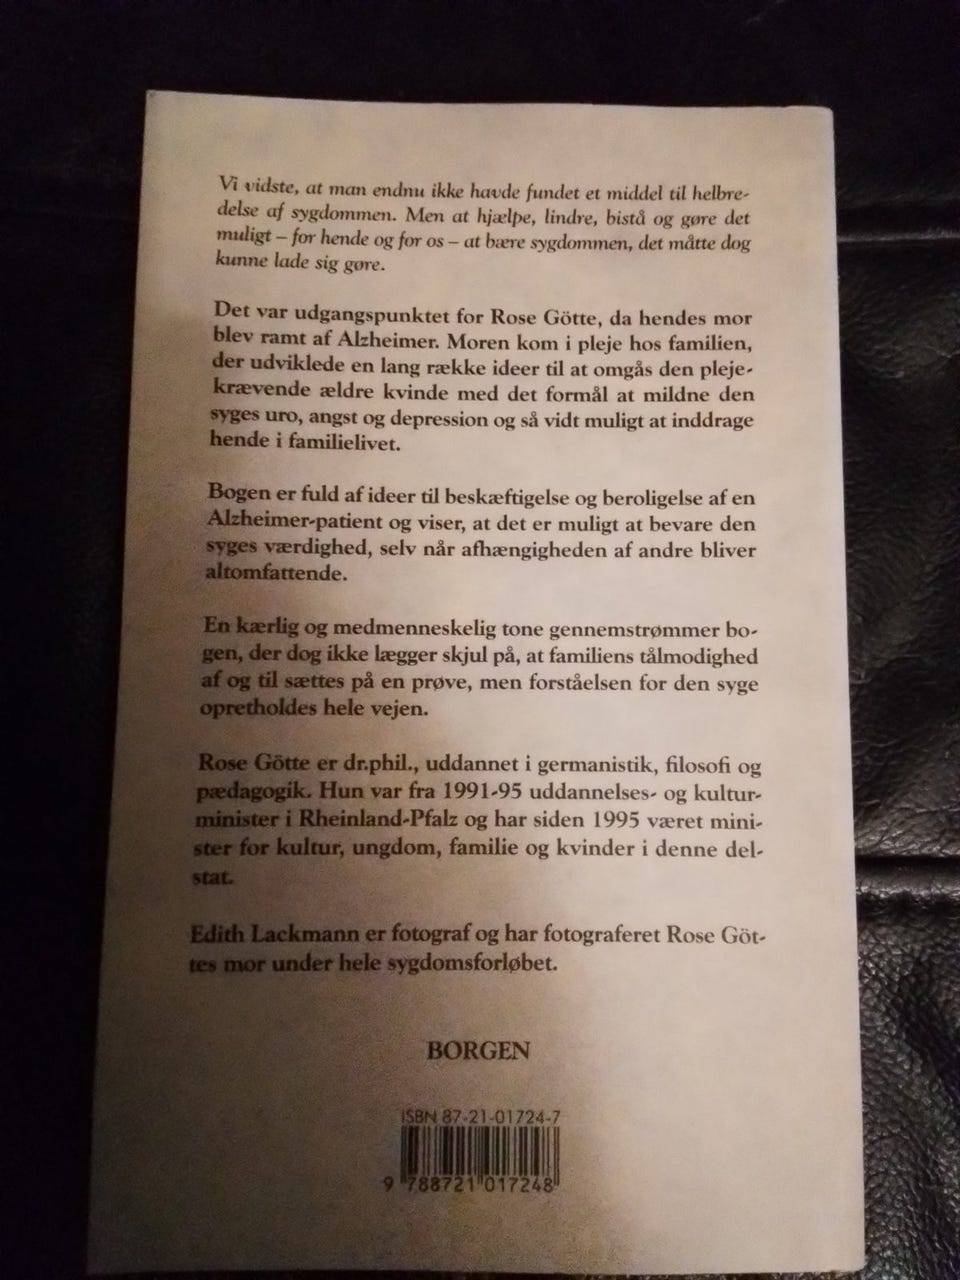 Vi vidste, at man endnu ikke havde fundet et middel til helbre-
delse af sygdommen. Men at hjælpe, lindre, bistå og gøre det
muligt – for hende og for os – at bære sygdommen, det måtte dog
kunne lade sig gøre.
Det var udgangspunktet for Rose Götte, da hendes mor
blev ramt af Alzheimer. Moren kom i pleje hos familien,
der udviklede en lang række ideer til at omgås den pleje-
krævende ældre kvinde med det formål at mildne den
syges uro, angst og depression og så vidt muligt at inddrage
hende i familielivet.
Bogen er fuld af ideer til beskæftigelse og beroligelse af en
Alzheimer-patient og viser, at det er muligt at bevare den
syges værdighed, selv når afhængigheden af andre bliver
altomfattende.
En kærlig og medmenneskelig tone gennemstrømmer bo-
gen, der dog ikke lægger skjul på, at familiens tålmodighed
af og til sættes på en prøve, men forståelsen for den syge
opretholdes hele vejen.
Rose Götte er dr.phil., uddannet i germanistik, filosofi og
pædagogik. Hun var fra 1991-95 uddannelses- og kultur-
minister i Rheinland-Pfalz og har siden 1995 været mini-
ster for kultur, ungdom, familie og kvinder i denne del-
stat.
Edith Lackmann er fotograf og har fotograferet Rose Göt-
tes mor under hele sygdomsforløbet.
BORGEN
ISBN 87-21-01724-7
9 788721 017248